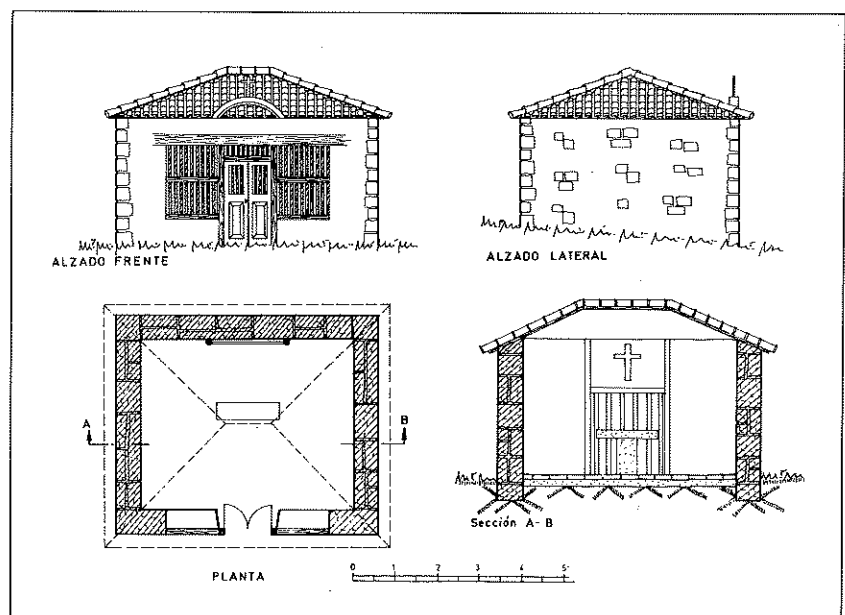 ALZADO FRENTE
ALZADO LATERAL
A
B
Sección A-B
PLANTA
0 1 2 3 4 5